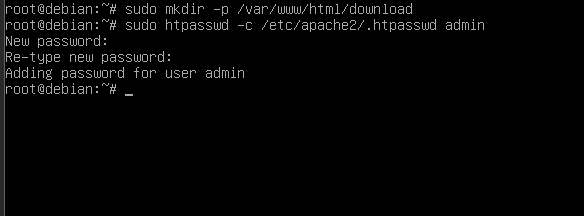 root@debian:~# sudo mkdir -p /var/www/html/download
root@debian:~# sudo htpasswd -c /etc/apache2/.htpasswd admin
New password:
Re-type new password:
Adding password for user admin
root@debian:~# _